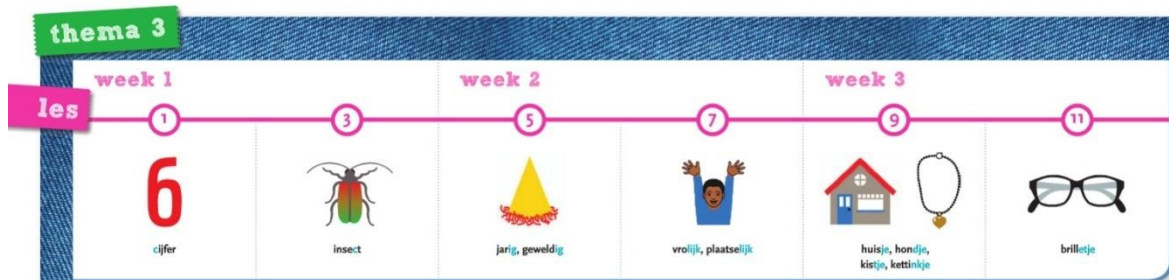 thema 3
week 1 week 2 week 3
les
1 3 5 7 9 11
6
cijfer insect jarig, geweldig vrolijk, plaatselijk huisje, hondje, brilletje
kistje, kettinkje